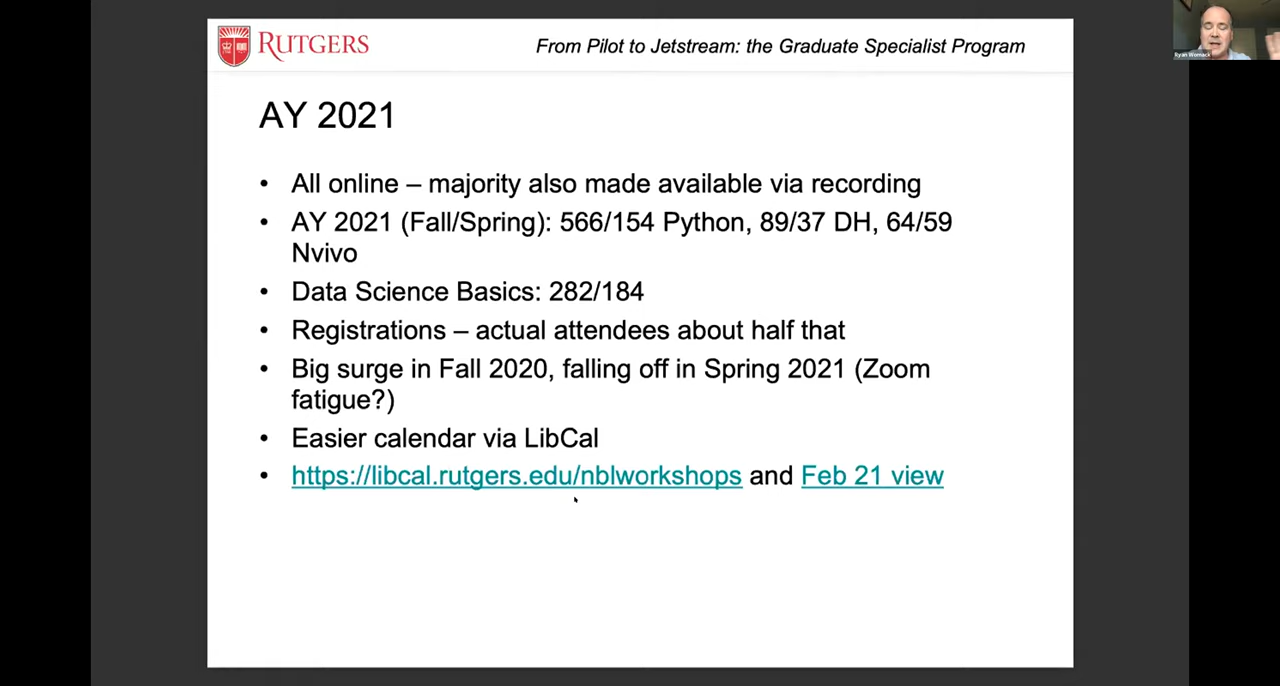 RUTGERS
From Pilot to Jetstream: the Graduate Specialist Program
Ryan Womack
AY 2021
• All online – majority also made available via recording
• AY 2021 (Fall/Spring): 566/154 Python, 89/37 DH, 64/59
Nvivo
• Data Science Basics: 282/184
• Registrations – actual attendees about half that
• Big surge in Fall 2020, falling off in Spring 2021 (Zoom
fatigue?)
• Easier calendar via LibCal
• https://libcal.rutgers.edu/nblworkshops and Feb 21 view